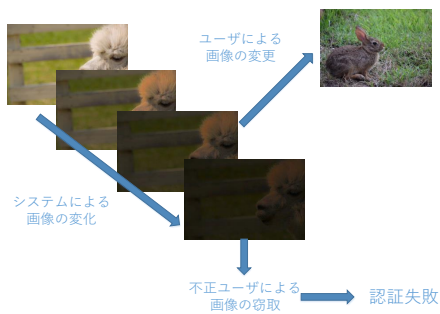 ユーザによる
画像の変更
システムによる
画像の変化
不正ユーザによる
画像の窃取
認証失敗